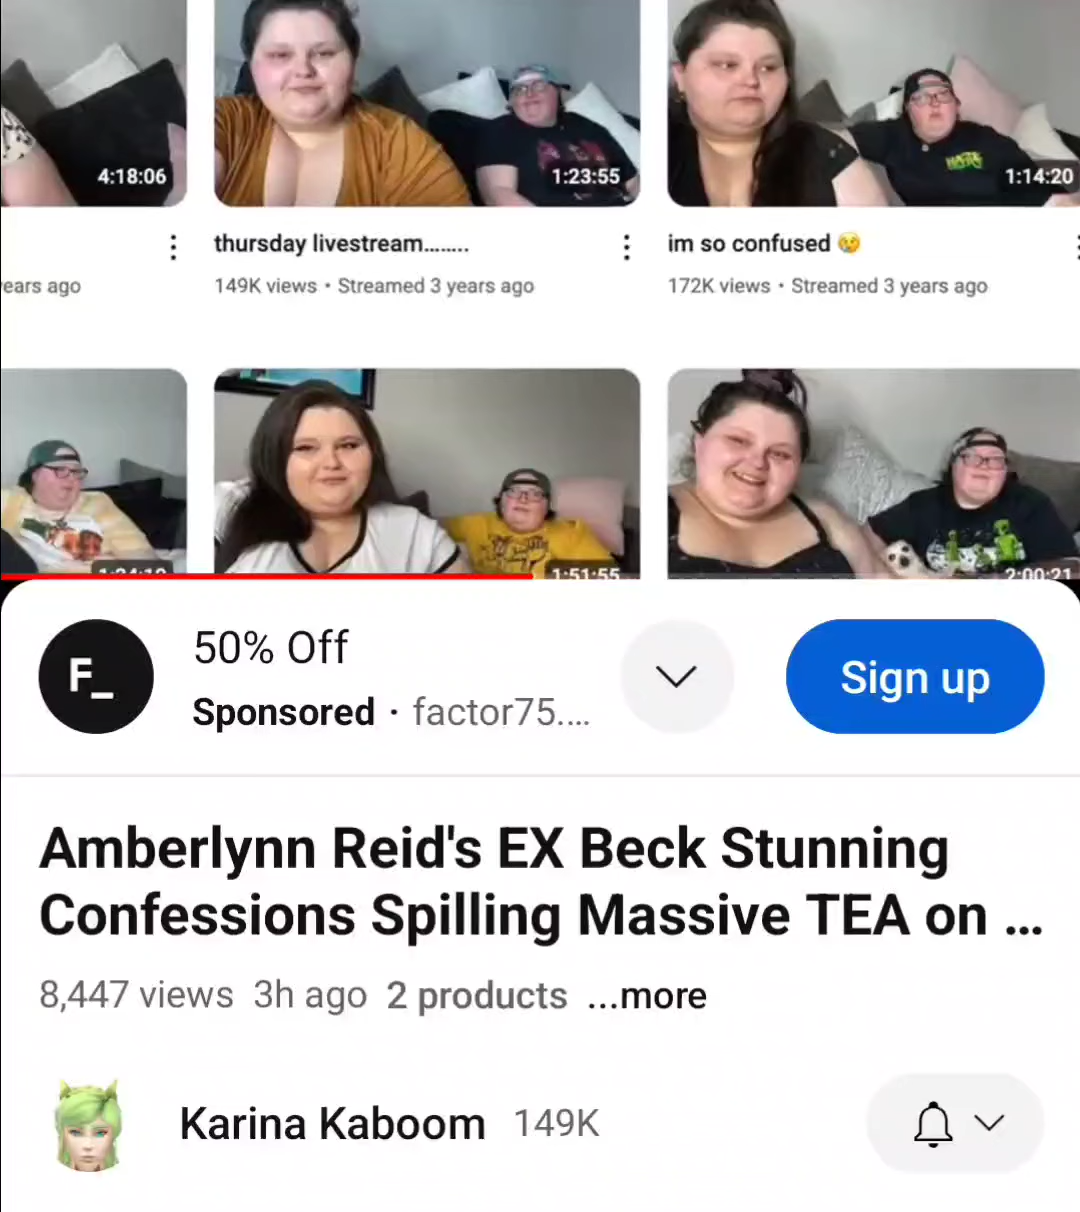 4:18:06
1:23:55
1:14:20
thursday livestream........
im so confused 😢
ears ago
149K views • Streamed 3 years ago
172K views • Streamed 3 years ago
1:51:55
2:00:21
F_
50% Off
Sponsored • factor75....
Sign up
Amberlynn Reid's EX Beck Stunning
Confessions Spilling Massive TEA on ...
8,447 views 3h ago 2 products ...more
Karina Kaboom 149K